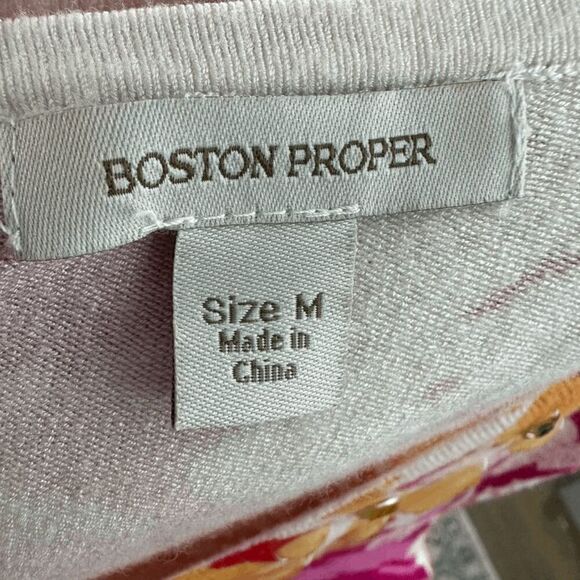 BOSTON PROPER
Size M
Made in
China